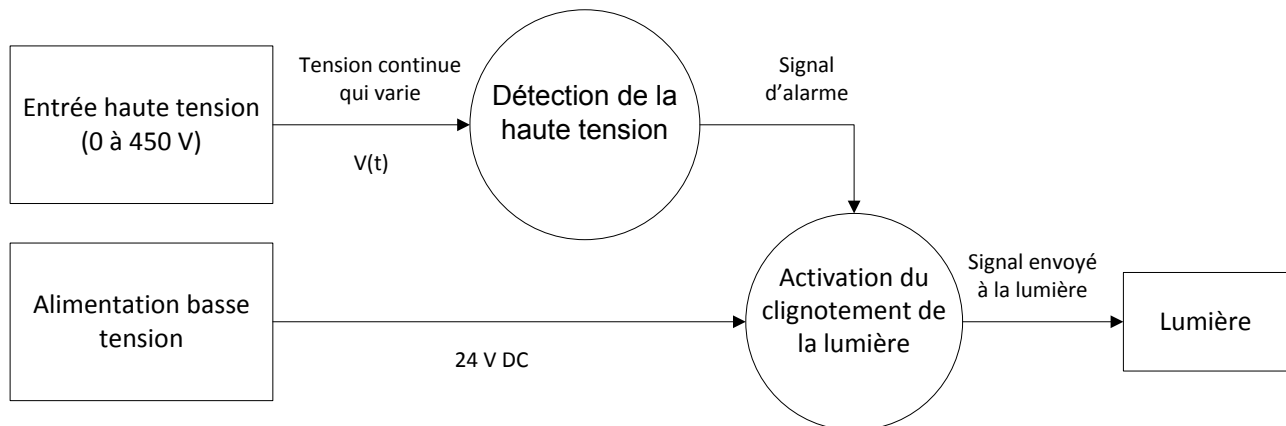 Entrée haute tension
(0 à 450 V)
Tension continue
qui varie
V(t)
Détection de la
haute tension
Signal
d’alarme
Alimentation basse
tension
24 V DC
Activation du
clignotement de
la lumière
Signal envoyé
à la lumière
Lumière